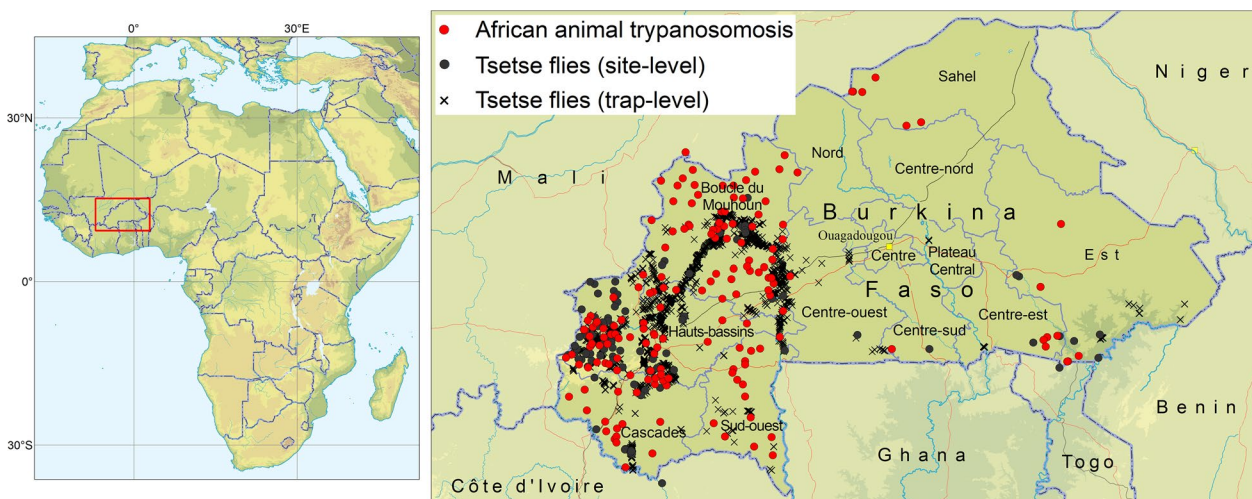 0°
30°E
30°N
0°
30°S
African animal trypanosomosis
Tsetse flies (site-level)
Tsetse flies (trap-level)
Niger
Sahel
Nord
Mali
Centre-nord
Boucle du
Mouhoun
Burkina
Ouagadougou
Centre
Plateau
Central
Est
Faso
Centre-ouest
Centre-est
Hauts-bassins
Centre-sud
Benin
Cascades
Sud-ouest
Ghana
Togo
Côte d'Ivoire